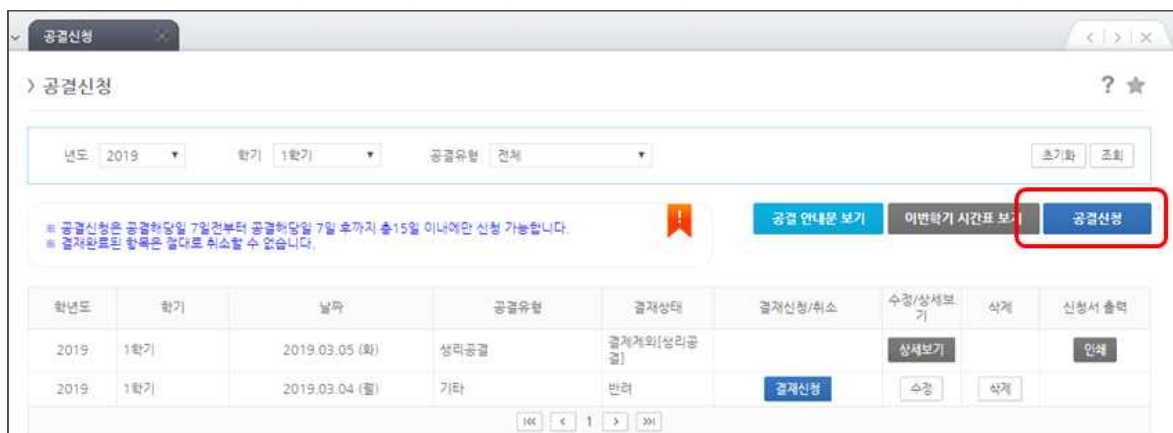 공결신청
공결신청
년도 2019 학기 1학기 공결유형 전체 초기화 조회
※ 공결신청은 공결해당일 7일전부터 공결해당일 7일 후까지 총15일 이내에만 신청 가능합니다.
※ 결재완료된 항목은 절대로 취소할 수 없습니다.
공결 안내문 보기 이번학기 시간표 보기 공결신청
학년도 학기 날짜 공결유형 결재상태 결재신청/취소 수정/상세보기 삭제 신청서 출력
2019 1학기 2019.03.05 (화) 생리공결 결제제외[생리공결] 상세보기 인쇄
2019 1학기 2019.03.04 (월) 기타 반려 결재신청 수정 삭제
1